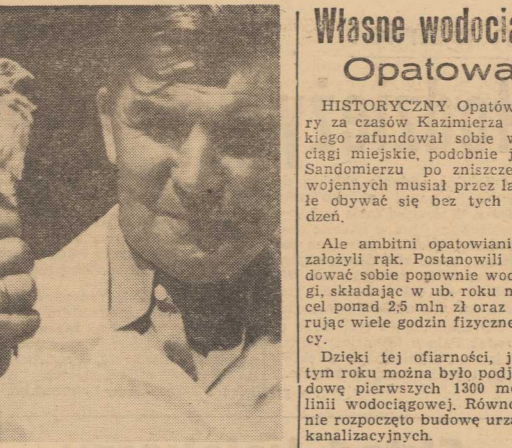 Własne wodocią
Opatowa
HISTORYCZNY Opatów
ry za czasów Kazimierza
kiego zafundował sobie w
ciągi miejskie, podobnie j
Sandomierzu po zniszcze
wojennych musiał przez la
łe obywać się bez tych
dzeń.
Ale ambitni opatowiani
założyli rąk. Postanowili
dować sobie ponownie wod
gi, składając w ub. roku n
cel ponad 2,5 mln zł oraz
rując wiele godzin fizyczne
cy.
Dzięki tej ofiarności, j
tym roku można było podj
dowę pierwszych 1300 me
linii wodociągowej. Równo
nie rozpoczęto budowę urzą
kanalizacyjnych.